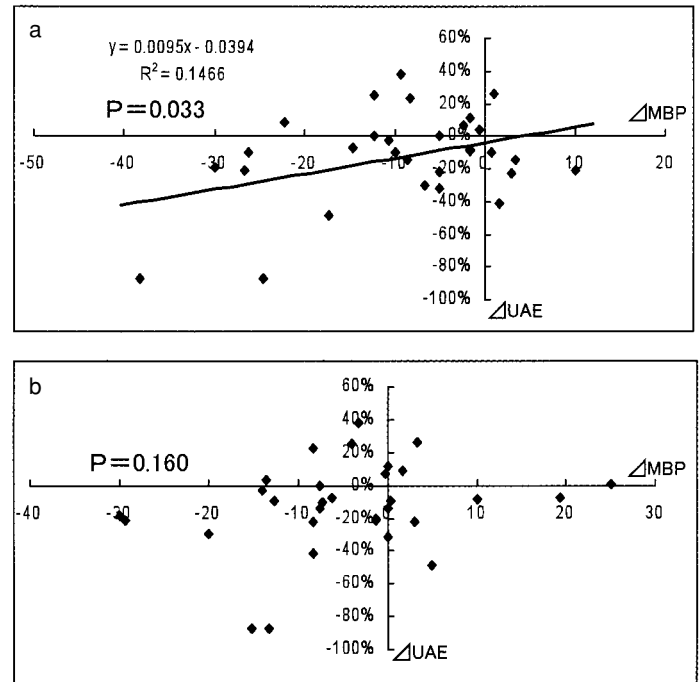 a
60%
y = 0.0095x - 0.0394
40%
R² = 0.1466
20%
P=0.033
0%
⊿MBP
-50 -40 -30 -20 -10 0 10 20
-20%
-40%
-60%
-80%
-100%
⊿UAE
b
60%
40%
P=0.160
20%
⊿MBP
0%
-40 -30 -20 -10 0 10 20 30
-20%
-40%
-60%
-80%
-100%
⊿UAE